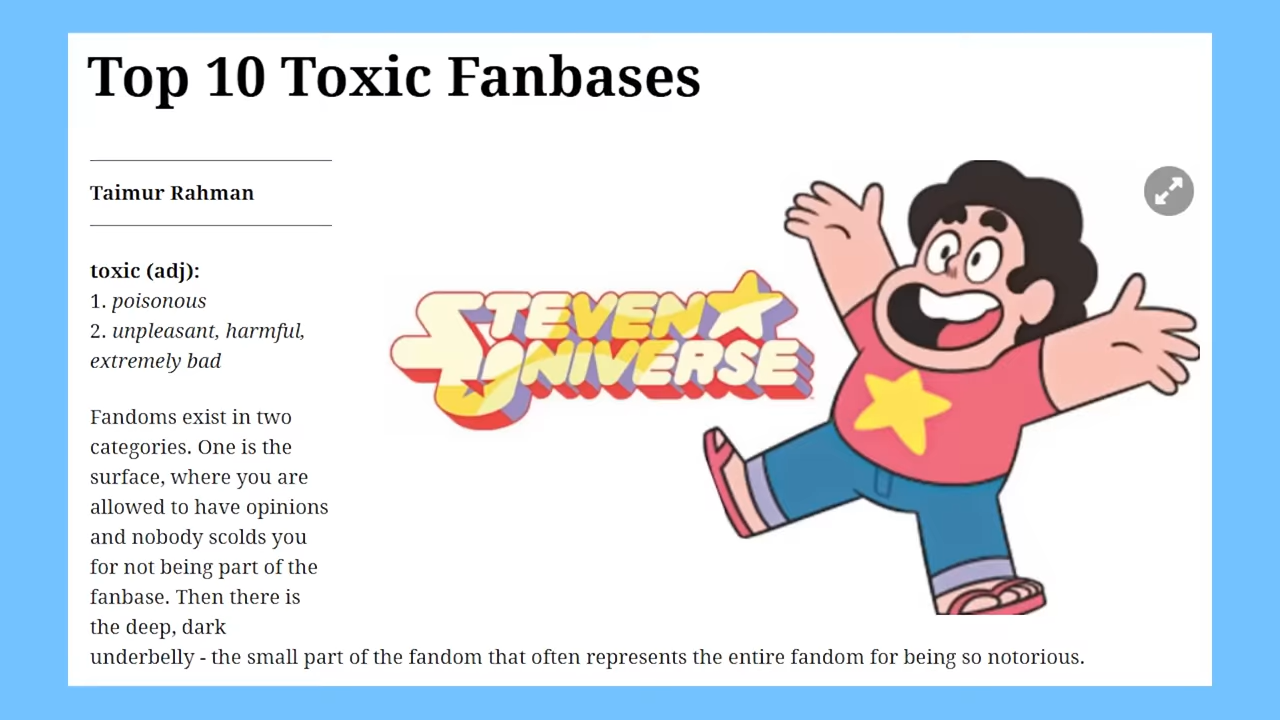 Top 10 Toxic Fanbases
Taimur Rahman
toxic (adj):
1. poisonous
2. unpleasant, harmful,
extremely bad
Fandoms exist in two
categories. One is the
surface, where you are
allowed to have opinions
and nobody scolds you
for not being part of the
fanbase. Then there is
the deep, dark
underbelly - the small part of the fandom that often represents the entire fandom for being so notorious.
STEVEN
UNIVERSE